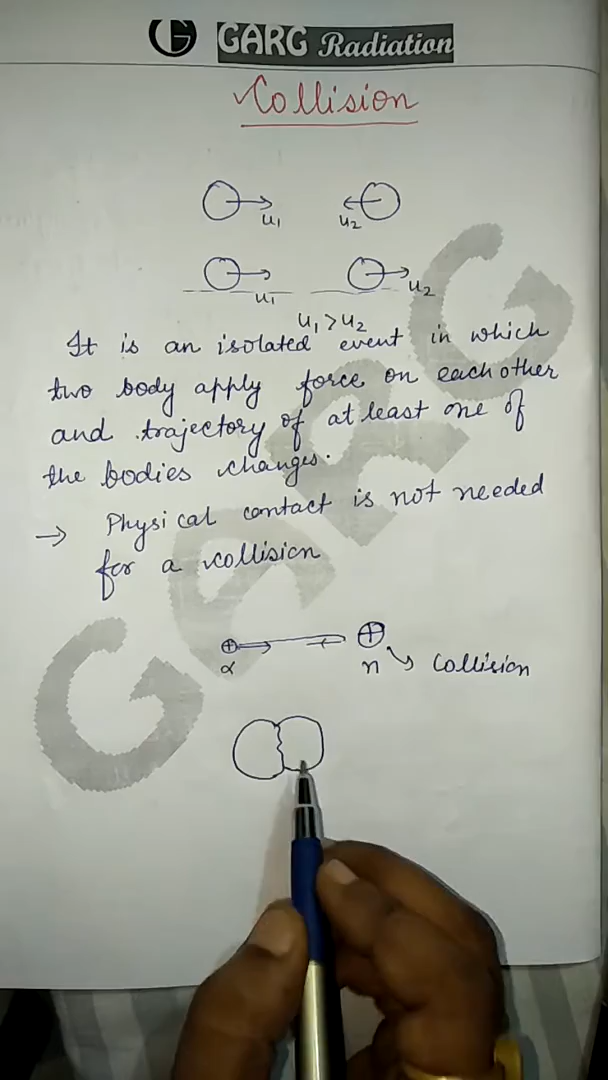 G GARG Radiation
Collision
u1 u2
u1 u2
u1 > u2
It is an isolated event in which
two body apply force on each other
and trajectory of at least one of
the bodies changes.
→ Physical contact is not needed
for a collision
+ +
α n Collision
GARG